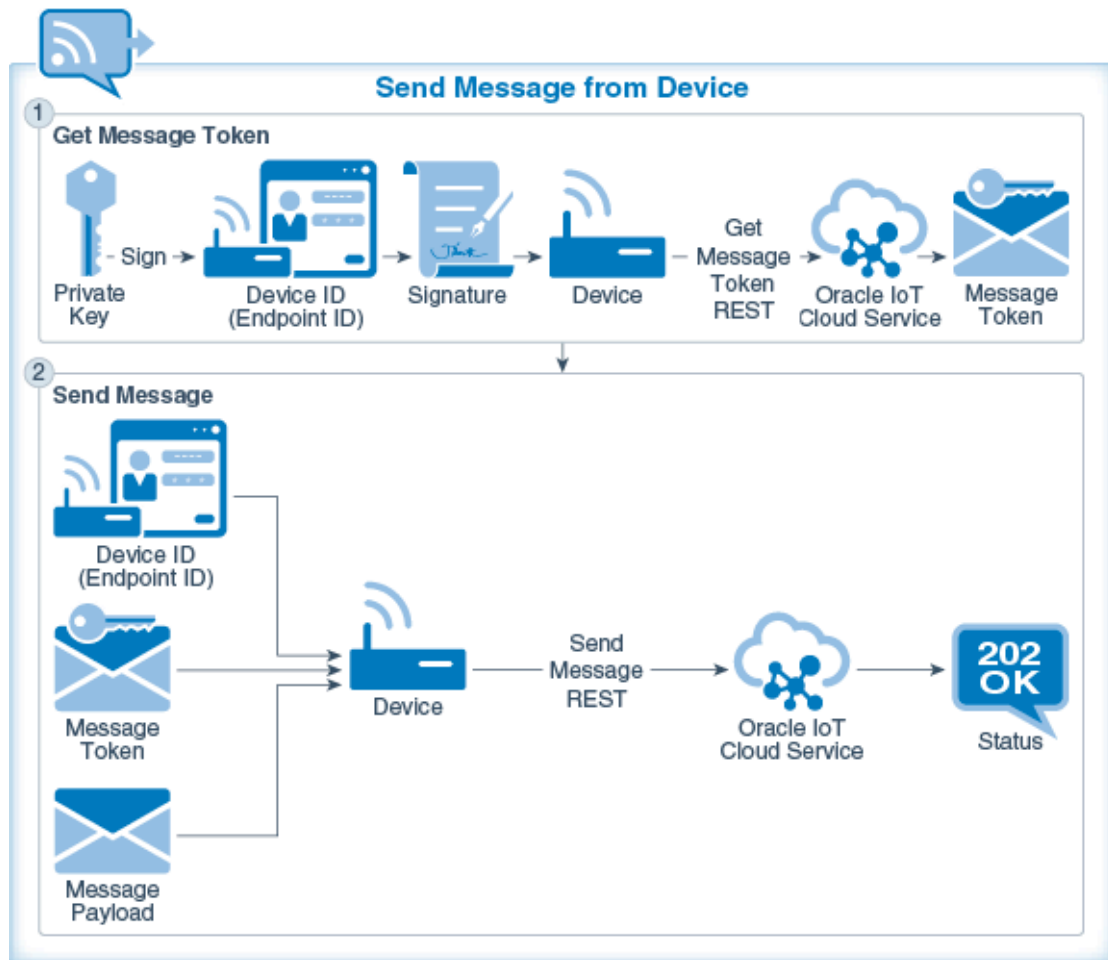 Send Message from Device
1
Get Message Token
Sign
Private
Key
Device ID
(Endpoint ID)
Signature
Device
Get
Message
Token
REST
Oracle IoT
Cloud Service
Message
Token
2
Send Message
Device ID
(Endpoint ID)
Message
Token
Message
Payload
Device
Send
Message
REST
Oracle IoT
Cloud Service
202
OK
Status